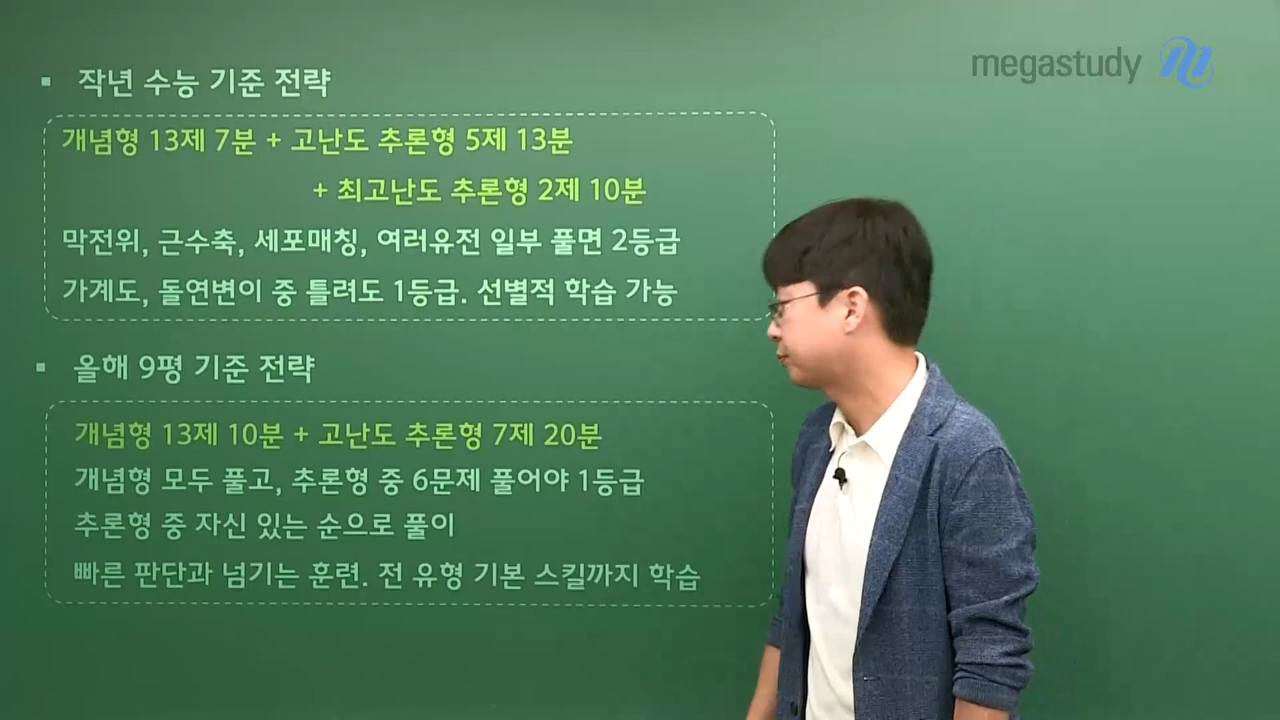 megastudy
▪ 작년 수능 기준 전략
개념형 13제 7분 + 고난도 추론형 5제 13분
+ 최고난도 추론형 2제 10분
막전위, 근수축, 세포매칭, 여러유전 일부 풀면 2등급
가계도, 돌연변이 중 틀려도 1등급. 선별적 학습 가능
▪ 올해 9평 기준 전략
개념형 13제 10분 + 고난도 추론형 7제 20분
개념형 모두 풀고, 추론형 중 6문제 풀어야 1등급
추론형 중 자신 있는 순으로 풀이
빠른 판단과 넘기는 훈련. 전 유형 기본 스킬까지 학습